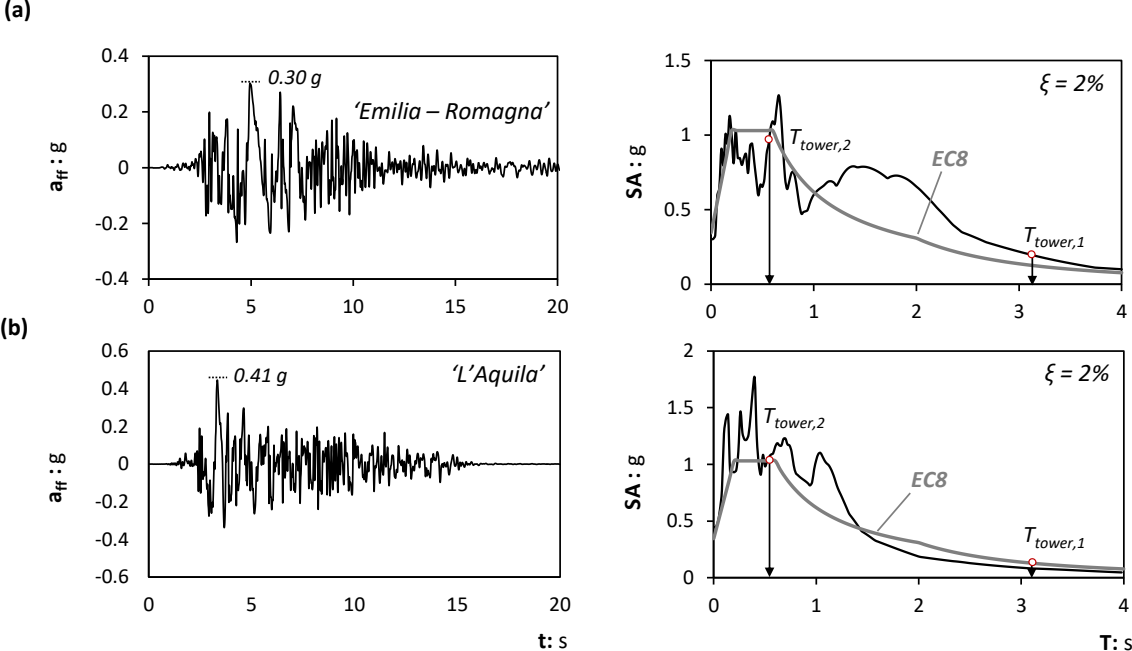 (a)
0.4
0.2
0
-0.2
-0.4
a_ff : g
0.30 g
‘Emilia – Romagna’
0 5 10 15 20
1.5
1
0.5
0
SA : g
ξ = 2%
T_tower,2
EC8
T_tower,1
0 1 2 3 4
(b)
0.6
0.4
0.2
0
-0.2
-0.4
-0.6
a_ff : g
0.41 g
‘L’Aquila’
0 5 10 15 20
t: s
2
1.5
1
0.5
0
SA : g
ξ = 2%
T_tower,2
EC8
T_tower,1
0 1 2 3 4
T: s